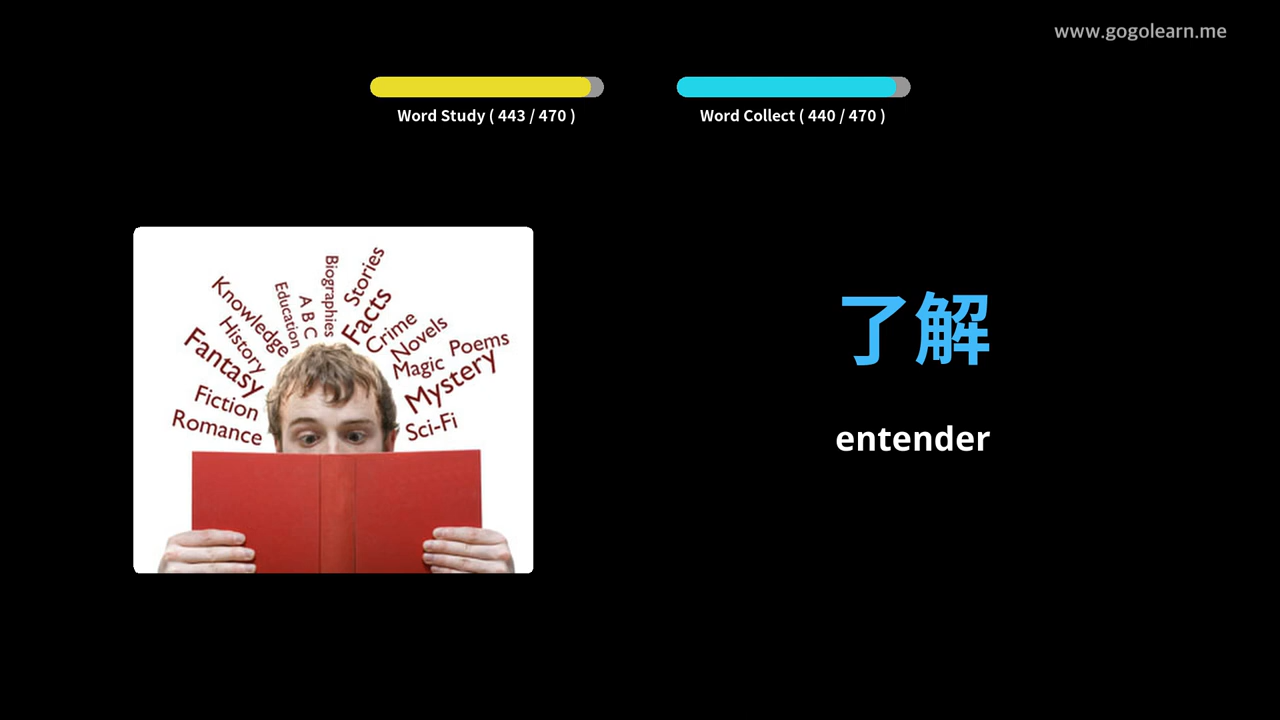 www.gogolearn.me
Word Study ( 443 / 470 )
Word Collect ( 440 / 470 )
Knowledge
History
Fantasy
Fiction
Romance
Education
A B C
Biographies
Stories
Facts
Crime
Novels
Magic
Poems
Mystery
Sci-Fi
了解
entender